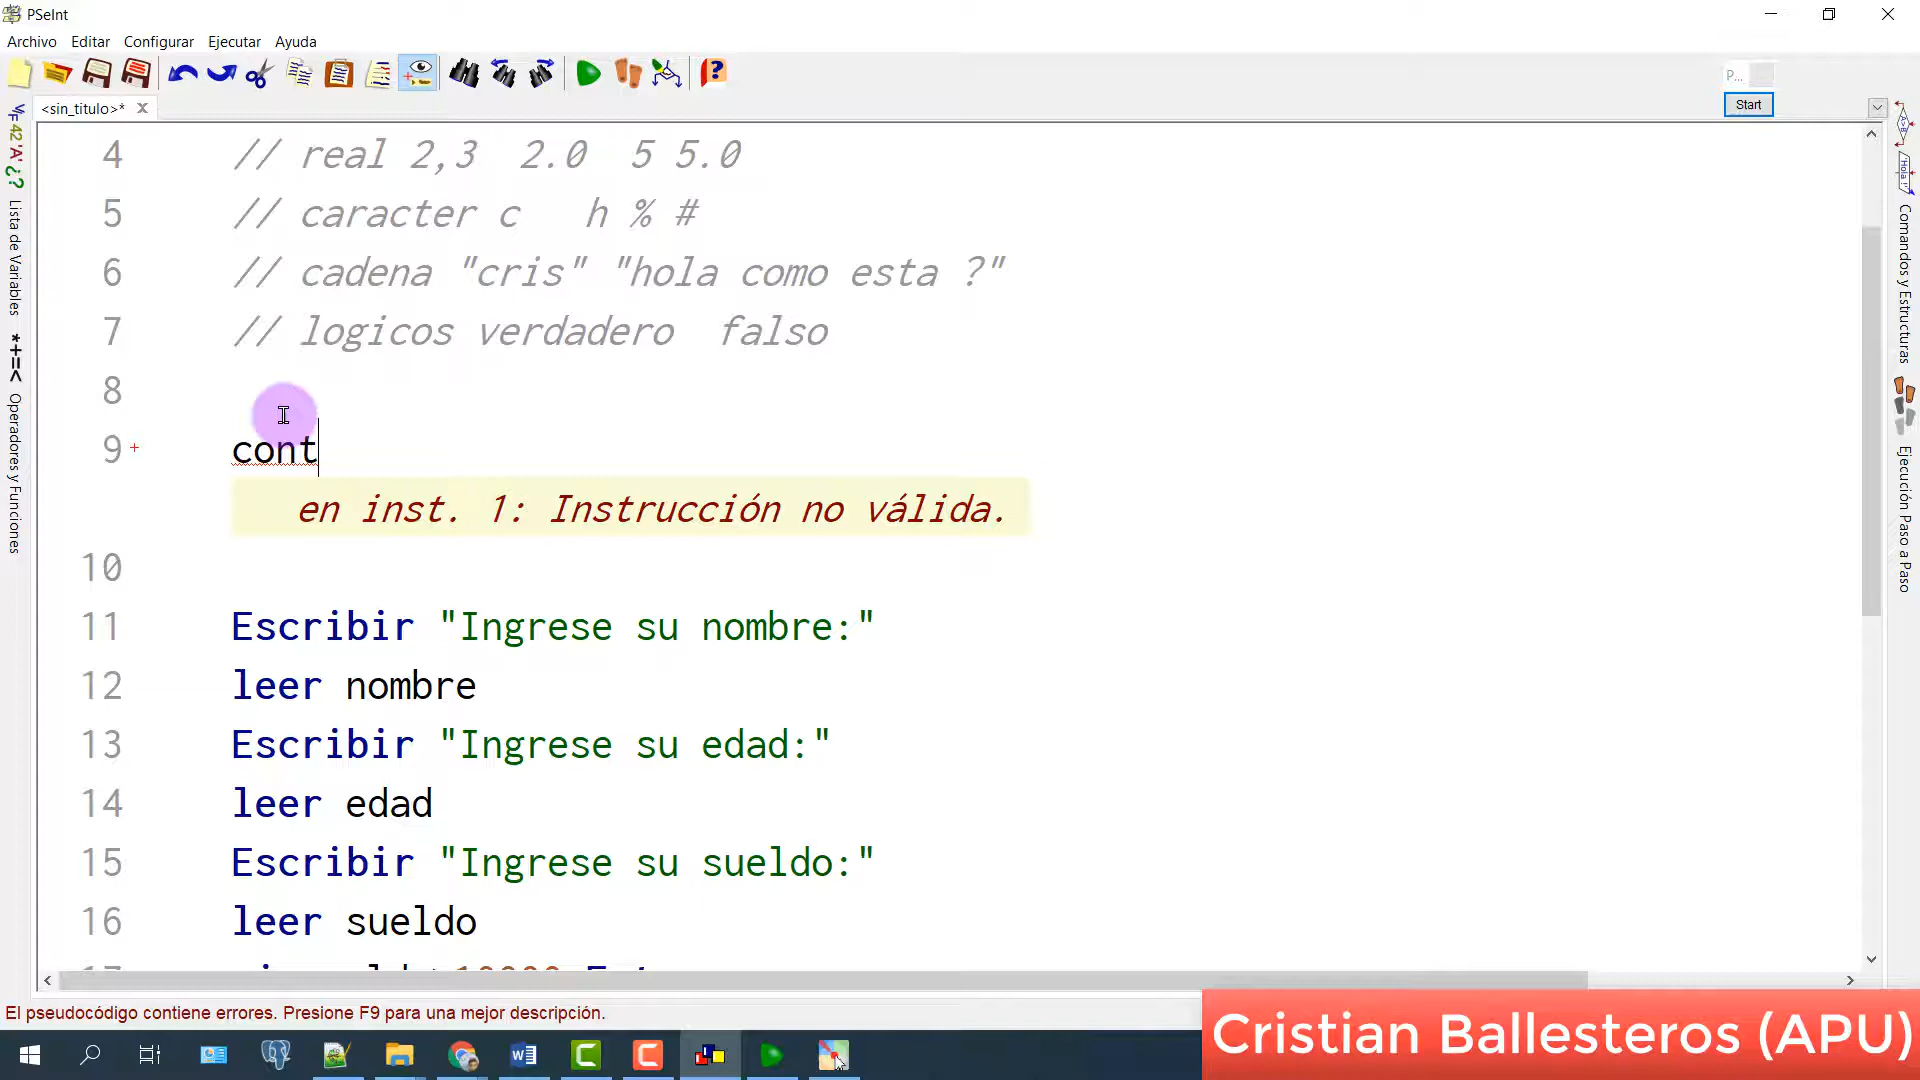 PSeInt
Archivo Editar Configurar Ejecutar Ayuda
P...
<sin_titulo>*
Start
4 // real 2,3 2.0 5 5.0
5 // caracter c h % #
6 // cadena "cris" "hola como esta ?"
7 // logicos verdadero falso
8
9 cont
en inst. 1: Instrucción no válida.
10
11 Escribir "Ingrese su nombre:"
12 leer nombre
13 Escribir "Ingrese su edad:"
14 leer edad
15 Escribir "Ingrese su sueldo:"
16 leer sueldo
Lista de Variables
*+=< Operadores y Funciones
Comandos y Estructuras
Ejecución Paso a Paso
El pseudocódigo contiene errores. Presione F9 para una mejor descripción.
Cristian Ballesteros (APU)